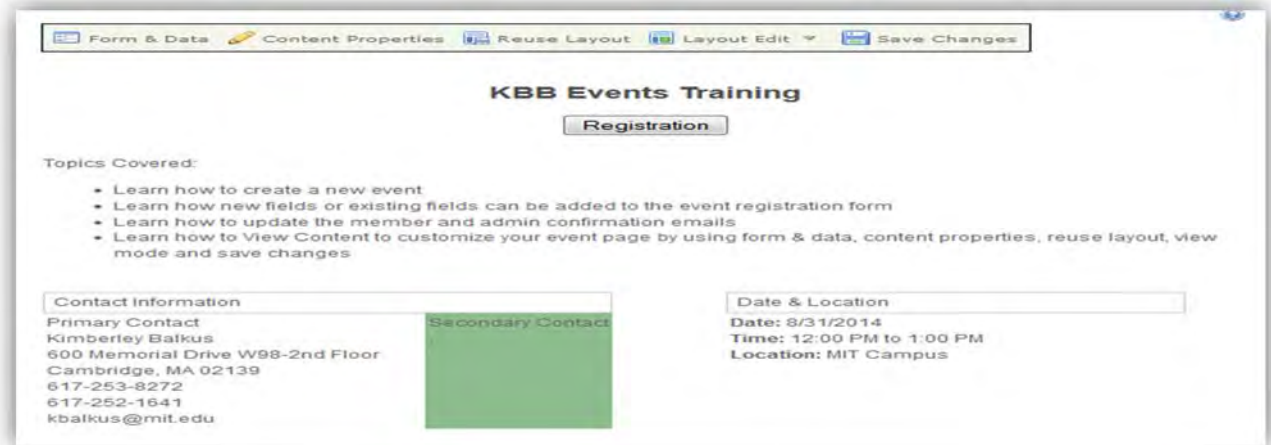 Form & Data Content Properties Reuse Layout Layout Edit Save Changes
KBB Events Training
Registration
Topics Covered:
• Learn how to create a new event
• Learn how new fields or existing fields can be added to the event registration form
• Learn how to update the member and admin confirmation emails
• Learn how to View Content to customize your event page by using form & data, content properties, reuse layout, view
mode and save changes
Contact Information
Primary Contact
Kimberley Balkus
600 Memorial Drive W98-2nd Floor
Cambridge, MA 02139
617-253-8272
617-252-1641
kbalkus@mit.edu
Secondary Contact
Date & Location
Date: 8/31/2014
Time: 12:00 PM to 1:00 PM
Location: MIT Campus